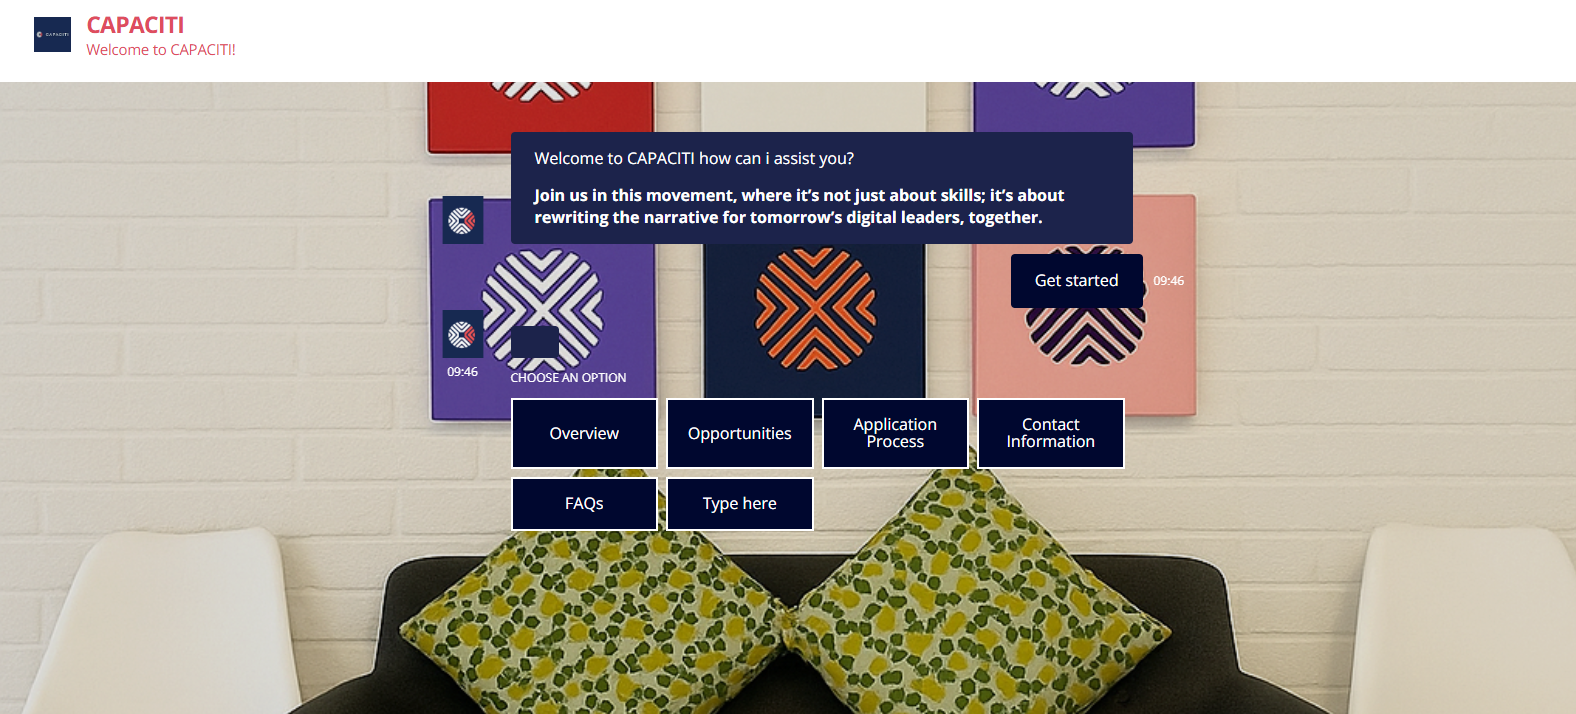 CAPACITI
CAPACITI
Welcome to CAPACITI!
Welcome to CAPACITI how can i assist you?
Join us in this movement, where it’s not just about skills; it’s about
rewriting the narrative for tomorrow’s digital leaders, together.
Get started
09:46
09:46
CHOOSE AN OPTION
Overview
Opportunities
Application
Process
Contact
Information
FAQs
Type here